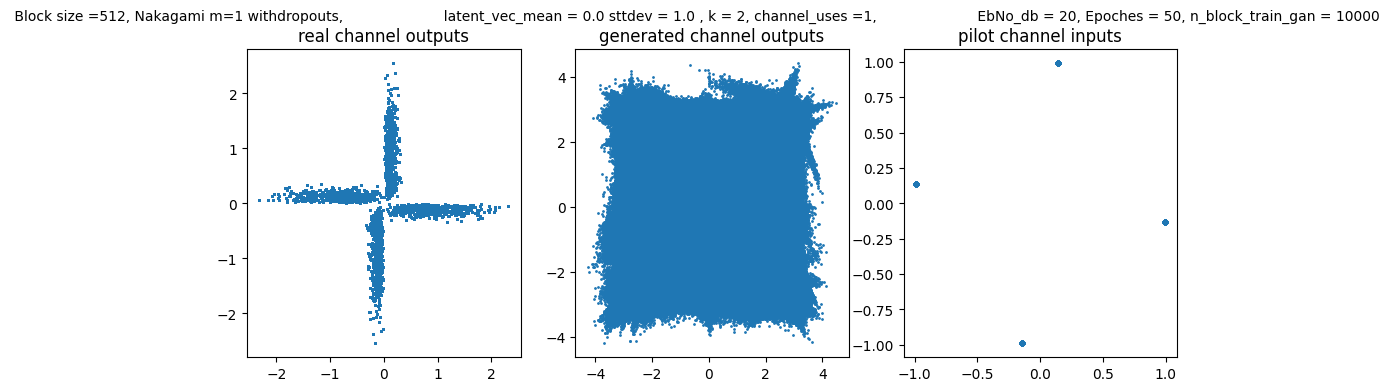 Block size =512, Nakagami m=1 withdropouts, latent_vec_mean = 0.0 sttdev = 1.0 , k = 2, channel_uses =1, EbNo_db = 20, Epoches = 50, n_block_train_gan = 10000
real channel outputs
2
1
0
−1
−2
−2 −1 0 1 2
generated channel outputs
4
2
0
−2
−4
−4 −2 0 2 4
pilot channel inputs
1.00
0.75
0.50
0.25
0.00
−0.25
−0.50
−0.75
−1.00
−1.0 −0.5 0.0 0.5 1.0